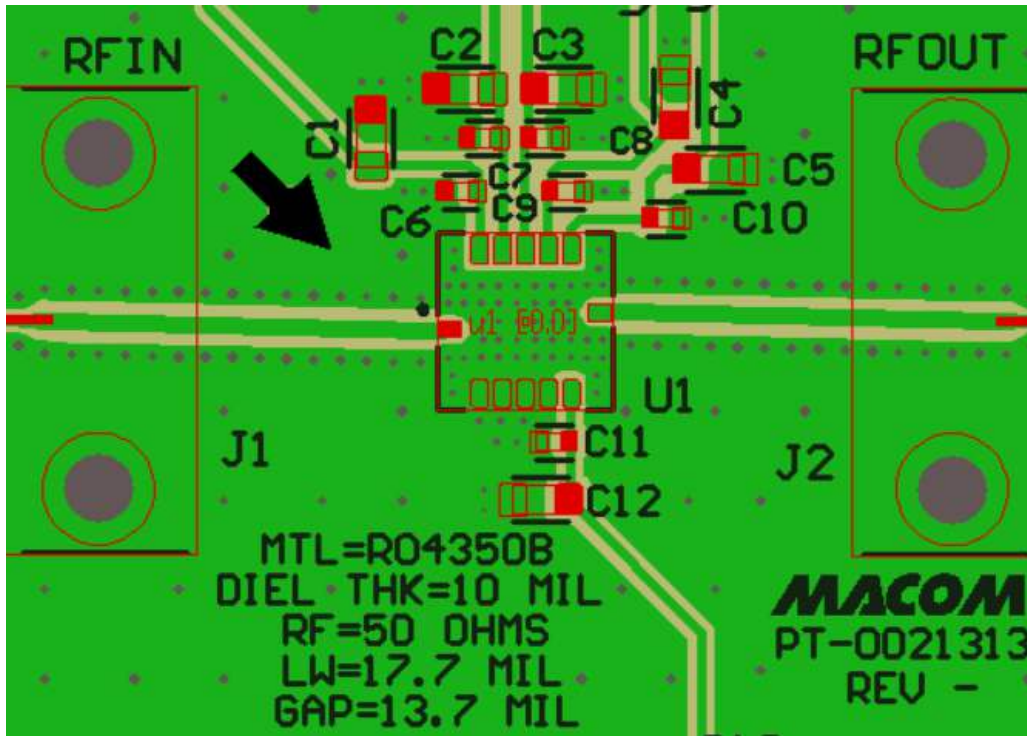 RFIN
C2
C3
RFOUT
C1
C4
C8
C7
C5
C6
C9
C10
u1
U1
J1
C11
J2
C12
MTL=RO4350B
DIEL THK=10 MIL
RF=50 OHMS
LW=17.7 MIL
GAP=13.7 MIL
MACOM
PT-0021313
REV -